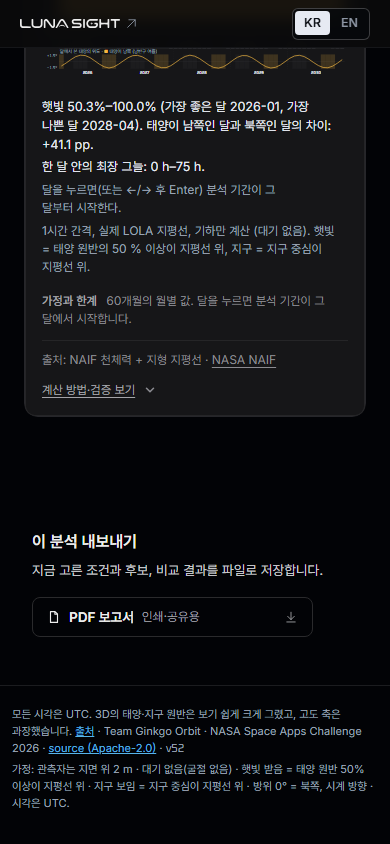 LUNA SIGHT ↗
KR EN
+1.5°
−1.5°
2026 2027 2028 2029 2030
햇빛 50.3%–100.0% (가장 좋은 달 2026-01, 가장
나쁜 달 2028-04). 태양이 남쪽인 달과 북쪽인 달의 차이:
+41.1 pp.
한 달 안의 최장 그늘: 0 h–75 h.
달을 누르면(또는 ←/→ 후 Enter) 분석 기간이 그
달부터 시작한다.
1시간 간격, 실제 LOLA 지평선, 기하만 계산 (대기 없음). 햇빛
= 태양 원반의 50 % 이상이 지평선 위, 지구 = 지구 중심이
지평선 위.
가정과 한계 60개월의 월별 값. 달을 누르면 분석 기간이 그
달에서 시작합니다.
출처: NAIF 천체력 + 지형 지평선 · NASA NAIF
계산 방법·검증 보기
이 분석 내보내기
지금 고른 조건과 후보, 비교 결과를 파일로 저장합니다.
PDF 보고서 인쇄·공유용
모든 시각은 UTC. 3D의 태양·지구 원반은 보기 쉽게 크게 그렸고, 고도 축은
과장했습니다. 출처 · Team Ginkgo Orbit · NASA Space Apps Challenge
2026 · source (Apache-2.0) · v52
가정: 관측자는 지면 위 2 m · 대기 없음(굴절 없음) · 햇빛 받음 = 태양 원반 50%
이상이 지평선 위 · 지구 보임 = 지구 중심이 지평선 위 · 방위 0° = 북쪽, 시계 방향 ·
시각은 UTC.